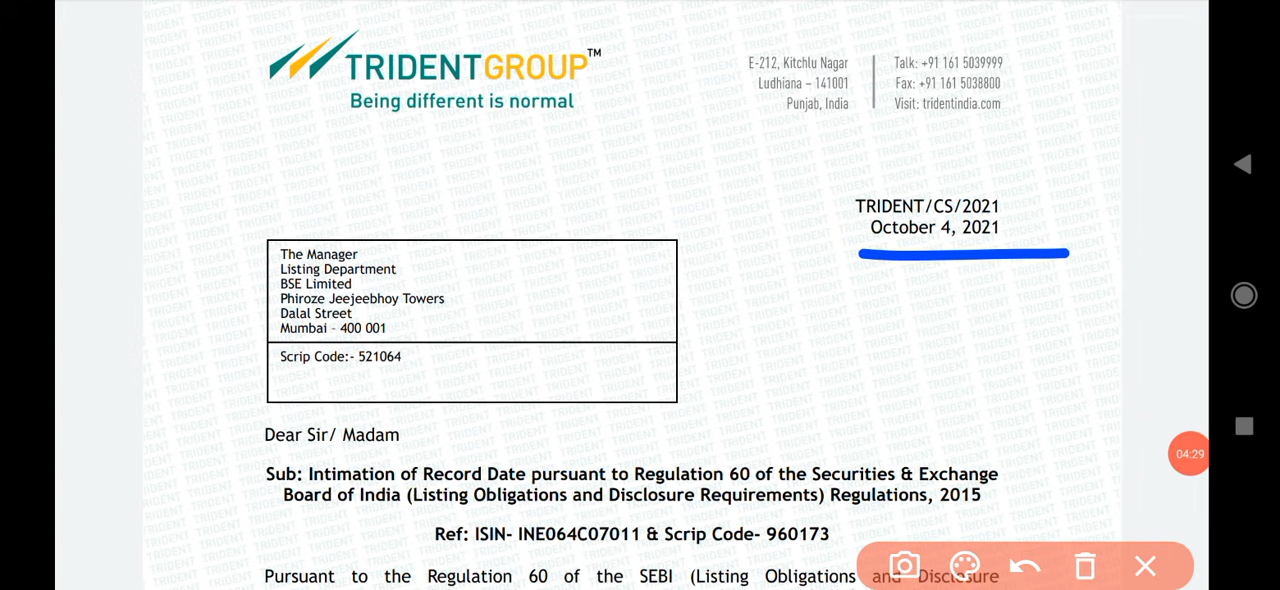 TRIDENTGROUP™
Being different is normal
E-212, Kitchlu Nagar
Ludhiana – 141001
Punjab, India
Talk: +91 161 5039999
Fax: +91 161 5038800
Visit: tridentindia.com
TRIDENT/CS/2021
October 4, 2021
The Manager
Listing Department
BSE Limited
Phiroze Jeejeebhoy Towers
Dalal Street
Mumbai - 400 001
Scrip Code:- 521064
Dear Sir/ Madam
Sub: Intimation of Record Date pursuant to Regulation 60 of the Securities & Exchange
Board of India (Listing Obligations and Disclosure Requirements) Regulations, 2015
Ref: ISIN- INE064C07011 & Scrip Code- 960173
Pursuant to the Regulation 60 of the SEBI (Listing Obligations and Disclosure
04:29